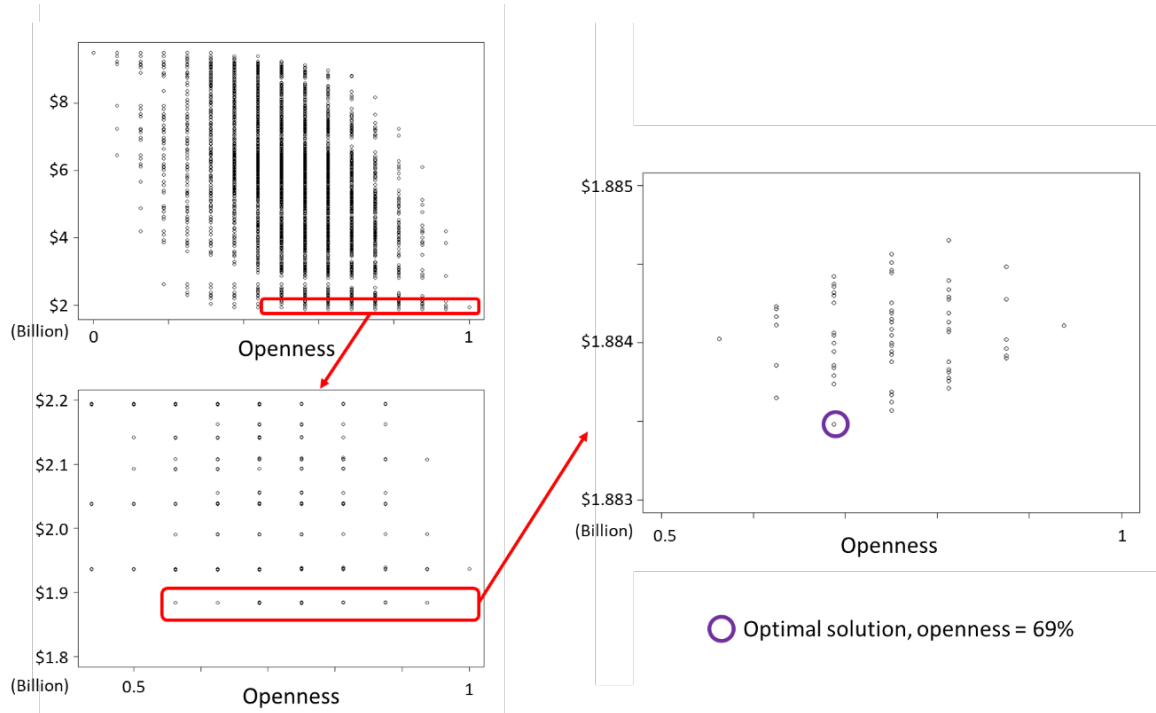 $8
$6
$4
$2
(Billion)
0
1
Openness
$2.2
$2.1
$2.0
$1.9
$1.8
(Billion)
0.5
1
Openness
$1.885
$1.884
$1.883
(Billion)
0.5
1
Openness
Optimal solution, openness = 69%